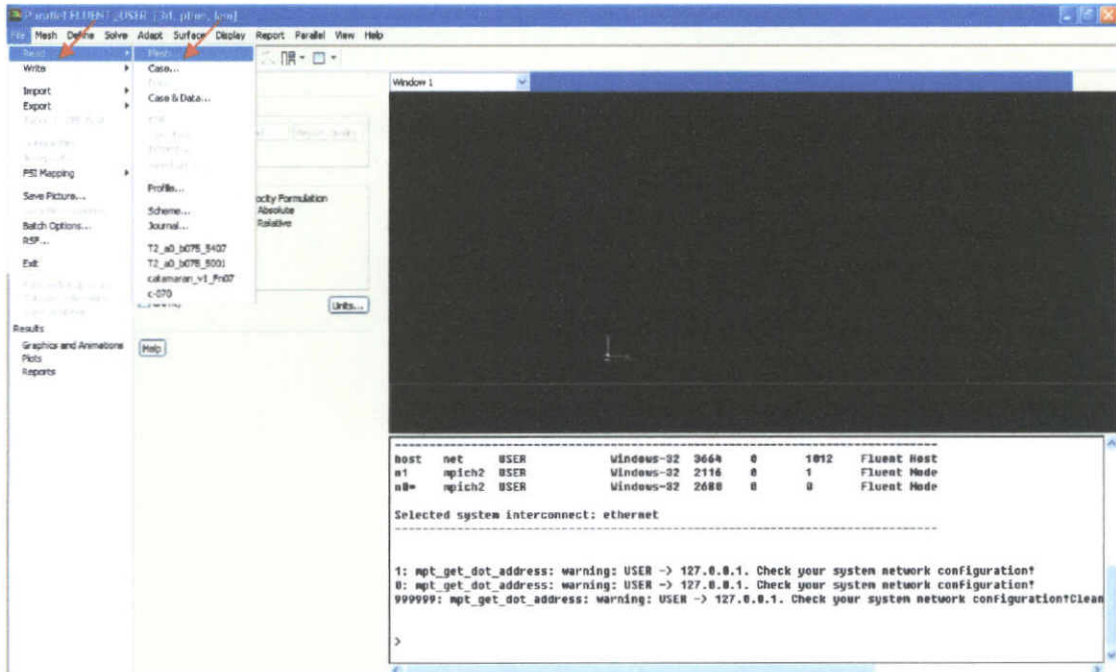 Parallel FLUENT USER [3d, pbns, lam]
File Mesh Define Solve Adapt Surface Display Report Parallel View Help
Read
Write
Import
Export
FSI Mapping
Save Picture...
Batch Options...
RSF...
Exit
Mesh...
Case...
Case & Data...
Profile...
Scheme...
Journal...
T2_a0_b075_5407
T2_a0_b075_5001
catamaran_v1_Fn07
c-070
ocity Formulation
Absolute
Relative
Units...
Help
Results
Graphics and Animations
Plots
Reports
Window 1
host net USER Windows-32 3664 0 1012 Fluent Host
n1 mpich2 USER Windows-32 2116 0 1 Fluent Node
n0* mpich2 USER Windows-32 2680 0 0 Fluent Node
Selected system interconnect: ethernet
1: mpt_get_dot_address: warning: USER -> 127.0.0.1. Check your system network configuration!
0: mpt_get_dot_address: warning: USER -> 127.0.0.1. Check your system network configuration!
999999: mpt_get_dot_address: warning: USER -> 127.0.0.1. Check your system network configuration!Clean
>